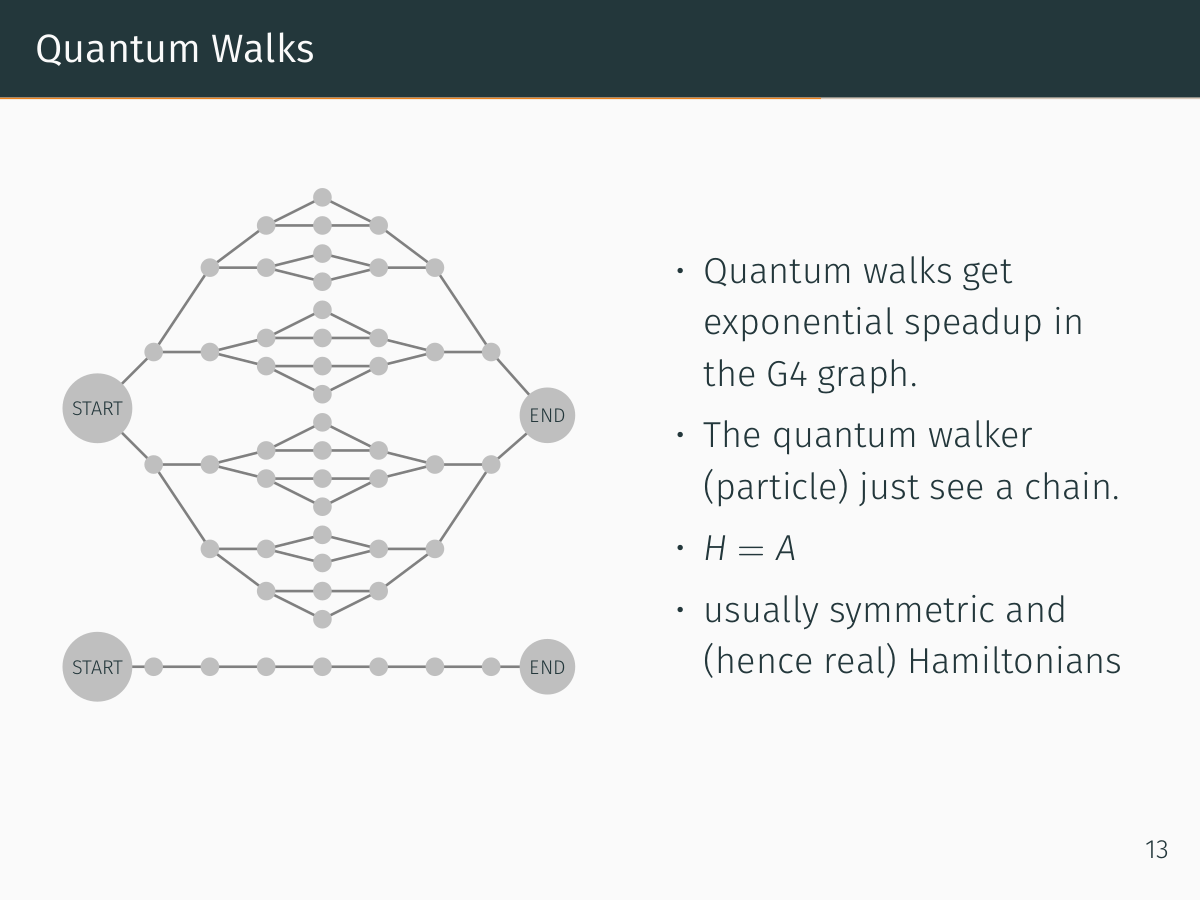 Quantum Walks
START
END
START
END
• Quantum walks get
exponential speadup in
the G4 graph.
• The quantum walker
(particle) just see a chain.
• H = A
• usually symmetric and
(hence real) Hamiltonians
13